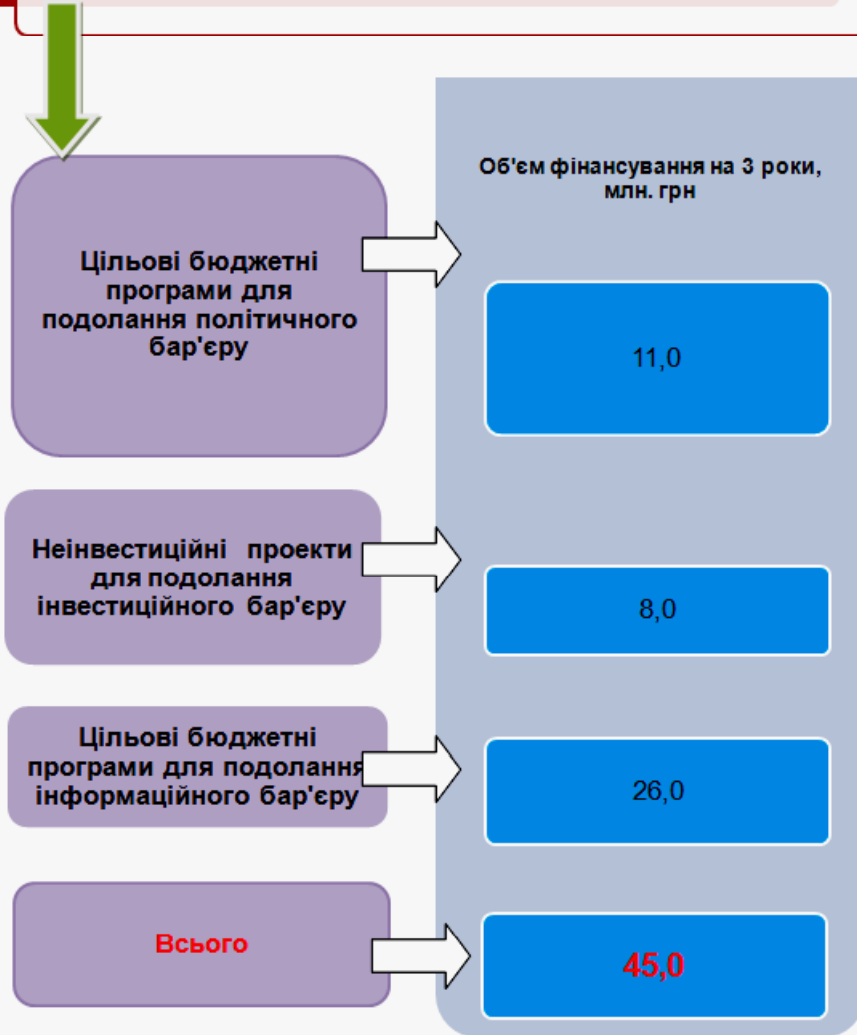 Об'єм фінансування на 3 роки,
млн. грн
Цільові бюджетні
програми для
подолання політичного
бар'єру
11,0
Неінвестиційні проекти
для подолання
інвестиційного бар'єру
8,0
Цільові бюджетні
програми для подолання
інформаційного бар'єру
26,0
Всього
45,0